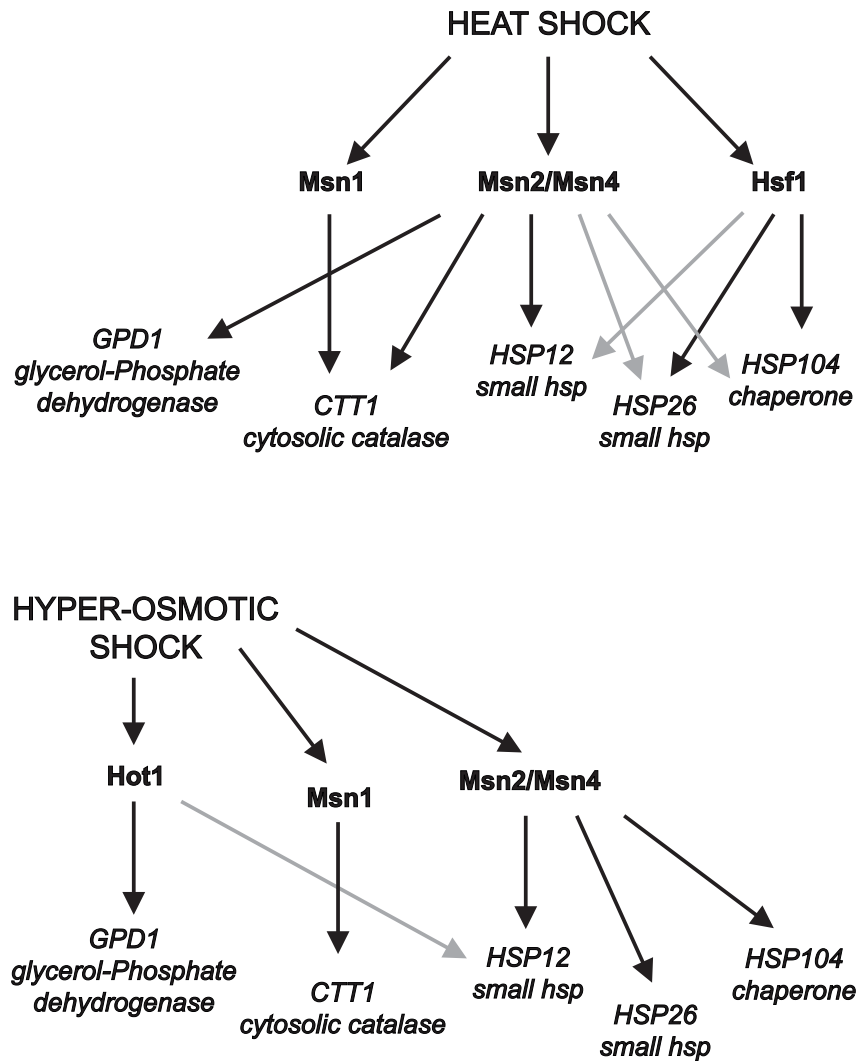 HEAT SHOCK
Msn1
Msn2/Msn4
Hsf1
GPD1
glycerol-Phosphate
dehydrogenase
CTT1
cytosolic catalase
HSP12
small hsp
HSP26
small hsp
HSP104
chaperone
HYPER-OSMOTIC
SHOCK
Hot1
Msn1
Msn2/Msn4
GPD1
glycerol-Phosphate
dehydrogenase
CTT1
cytosolic catalase
HSP12
small hsp
HSP26
small hsp
HSP104
chaperone